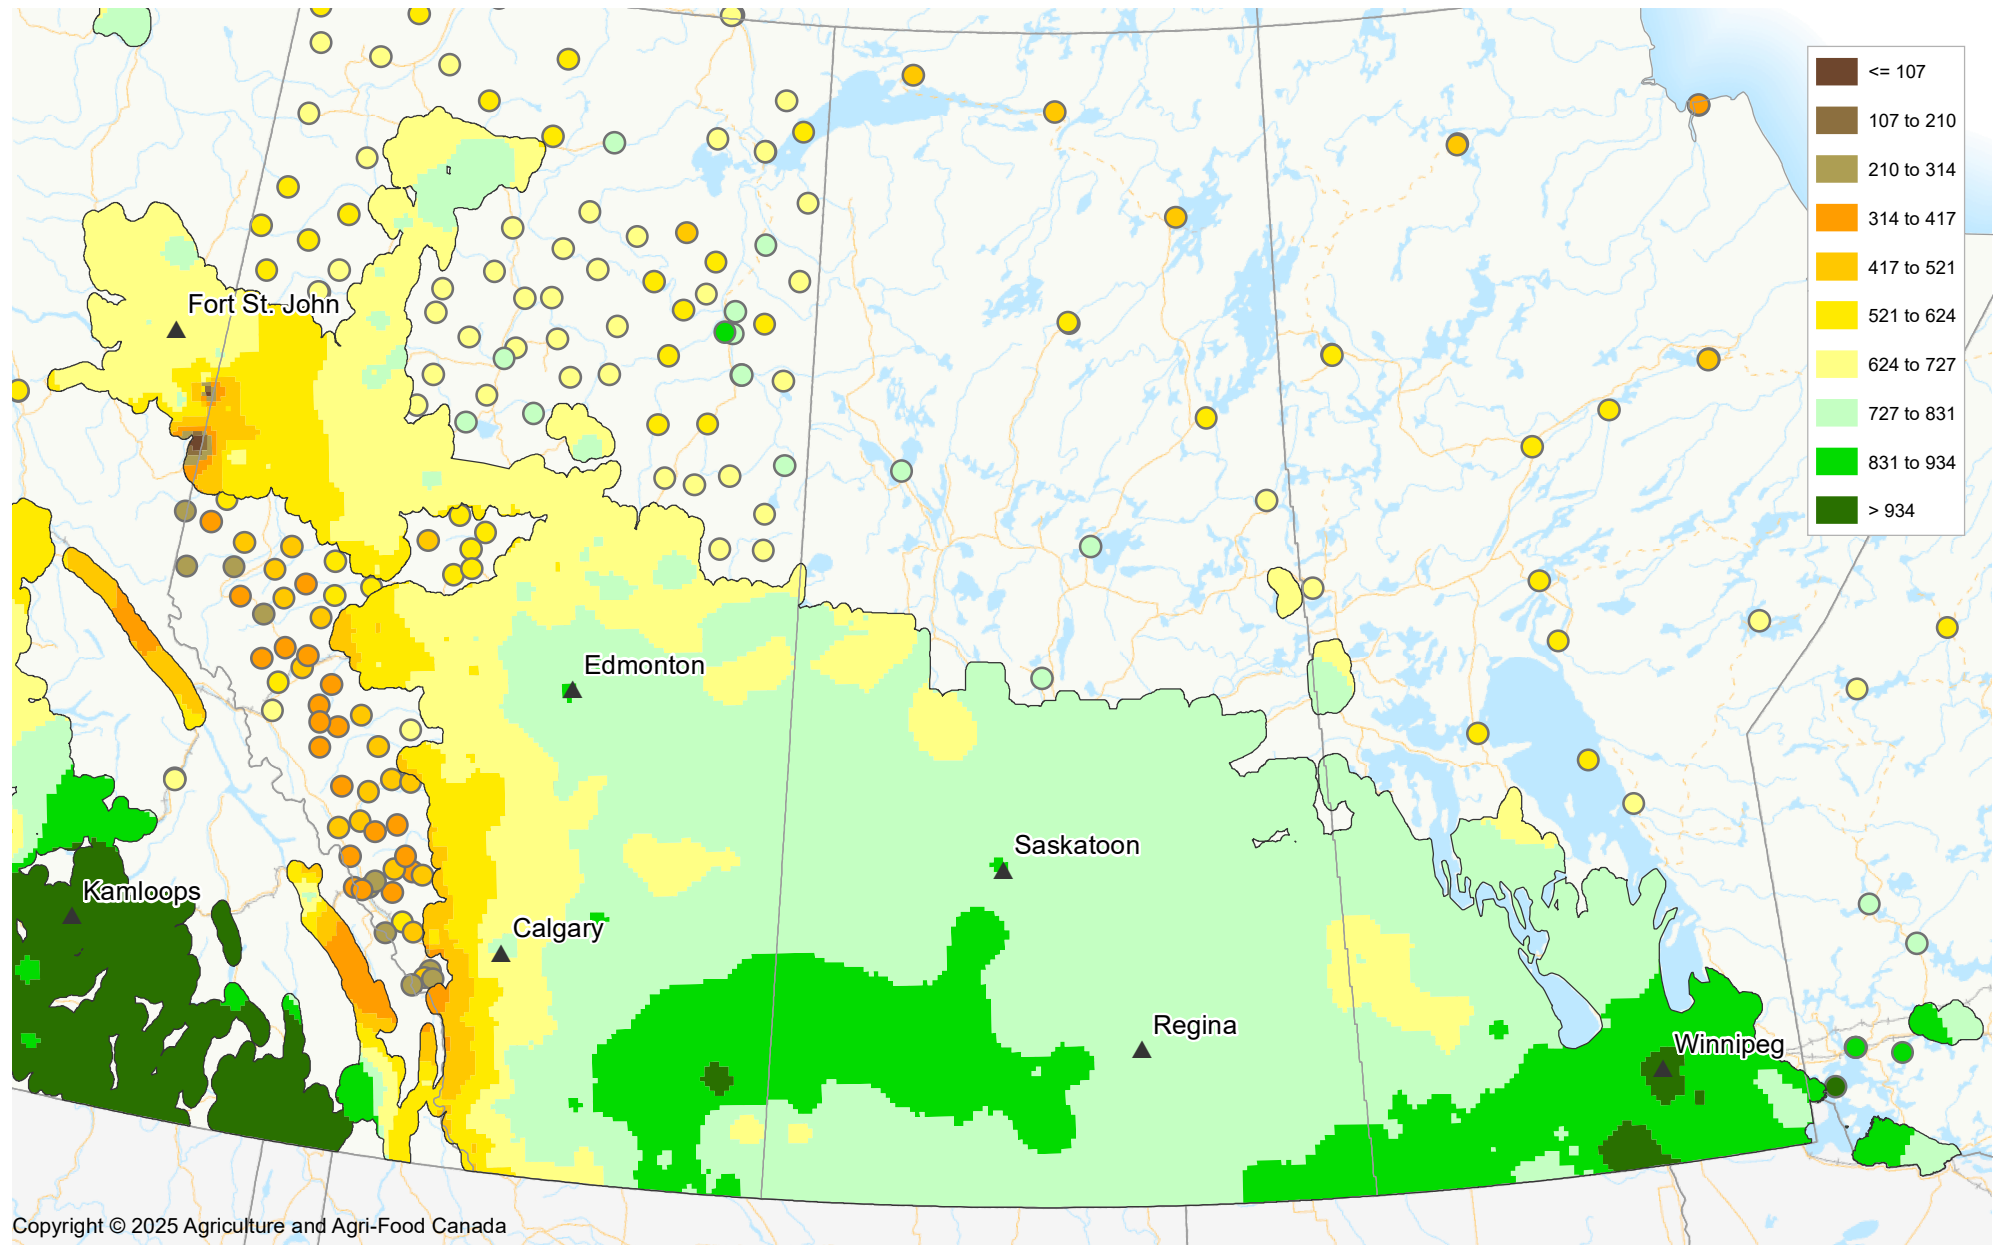 <= 107
107 to 210
210 to 314
314 to 417
417 to 521
521 to 624
624 to 727
727 to 831
831 to 934
> 934
Fort St. John
Edmonton
Saskatoon
Kamloops
Calgary
Regina
Winnipeg
Copyright © 2025 Agriculture and Agri-Food Canada